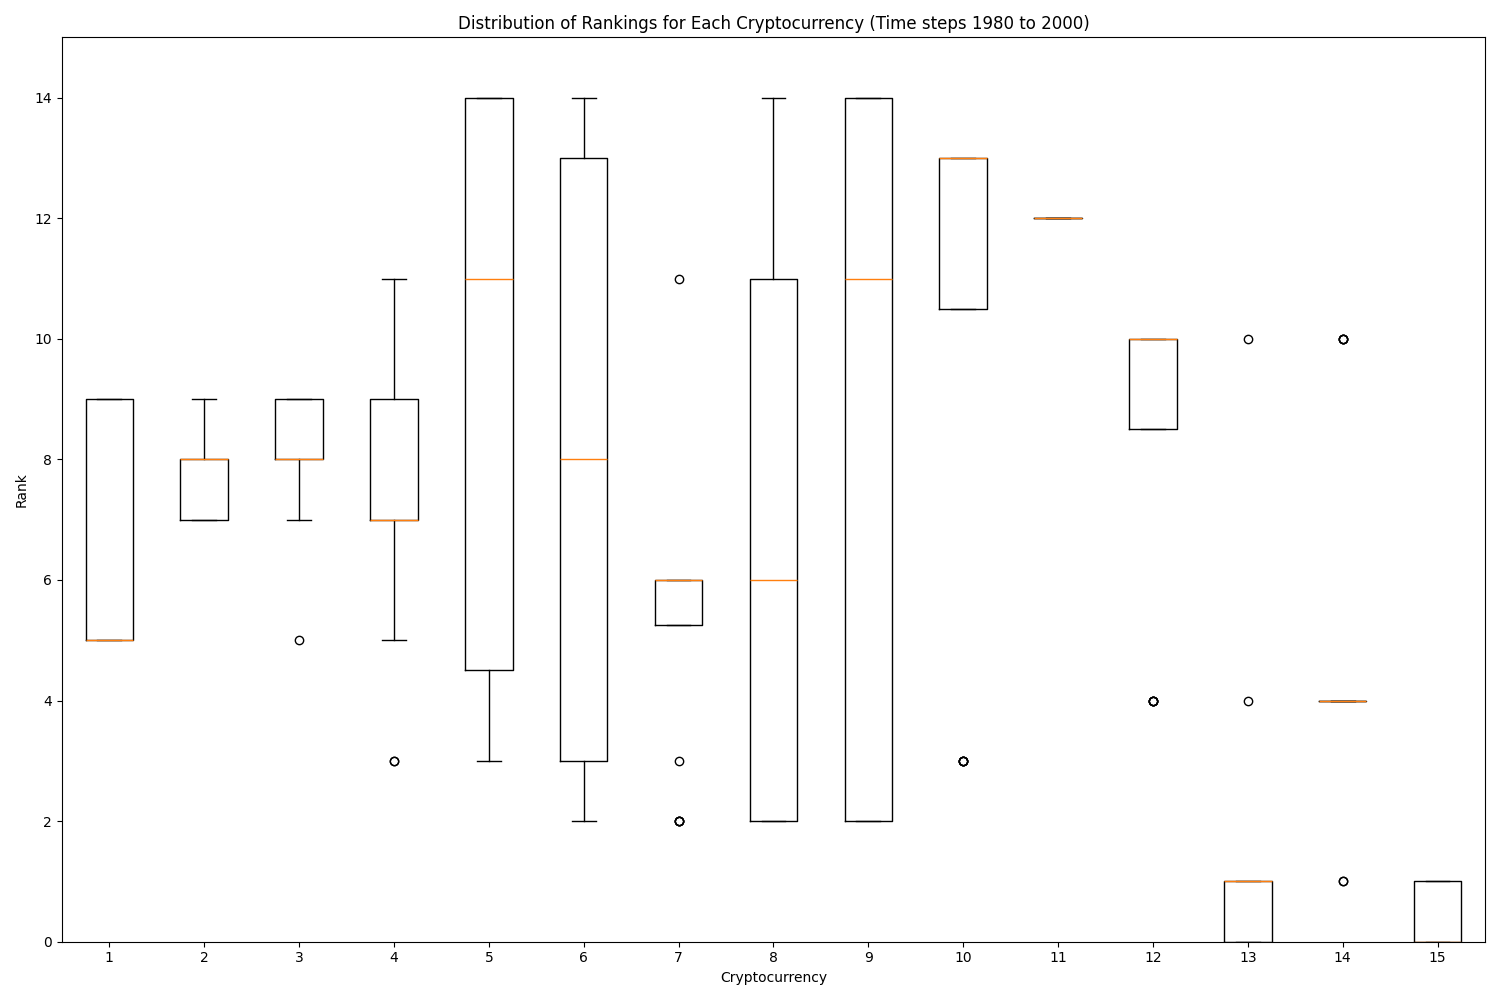 Distribution of Rankings for Each Cryptocurrency (Time steps 1980 to 2000)
14
12
10
8
6
4
2
0
Rank
1 2 3 4 5 6 7 8 9 10 11 12 13 14 15
Cryptocurrency